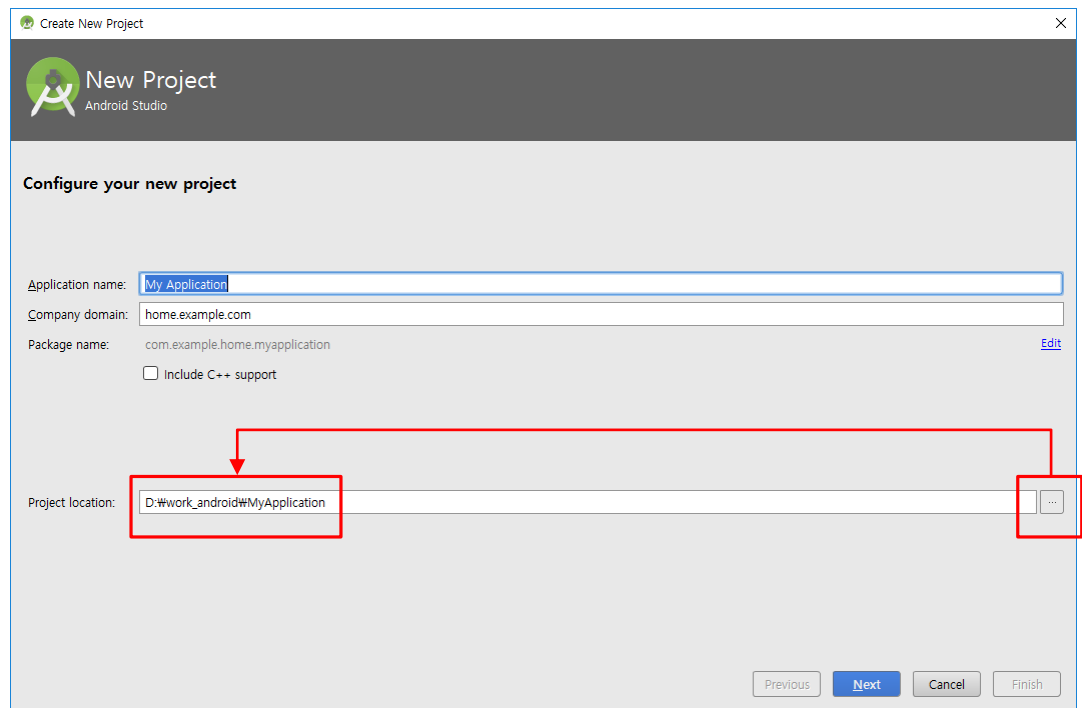 Create New Project
New Project
Android Studio
Configure your new project
Application name: My Application
Company domain: home.example.com
Package name: com.example.home.myapplication Edit
Include C++ support
Project location: D:₩work_android₩MyApplication ...
Previous Next Cancel Finish